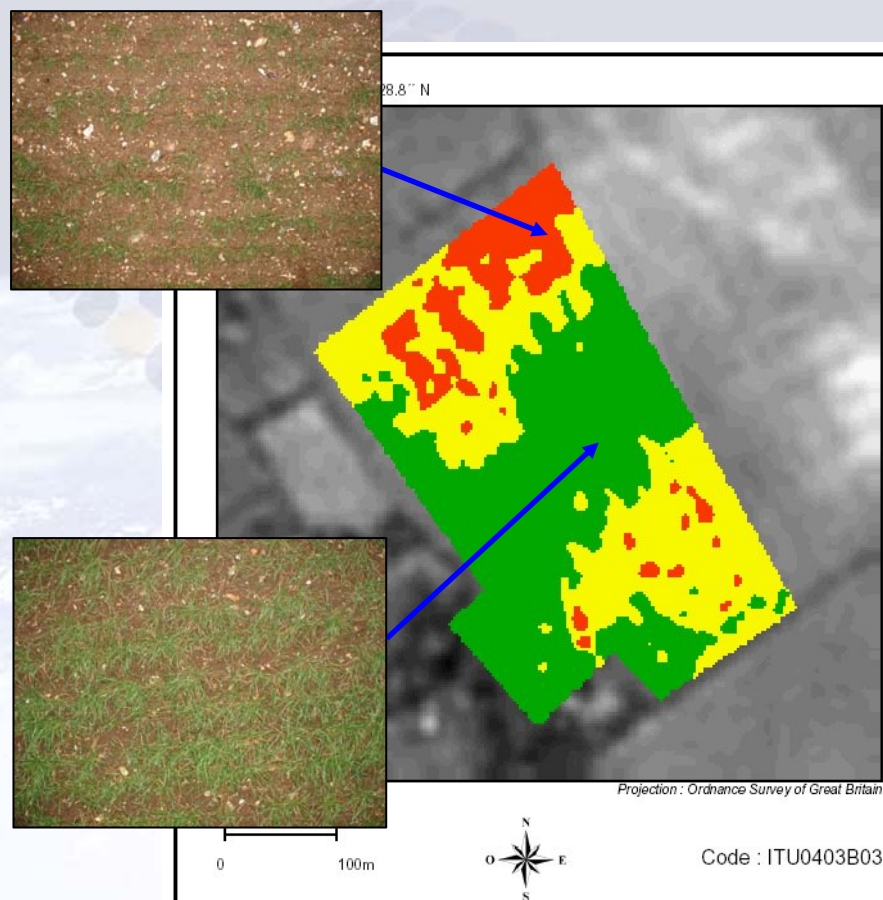 28.8´´ N
Projection : Ordnance Survey of Great Britain
N
O E
S
0 100m
Code : ITU0403B03